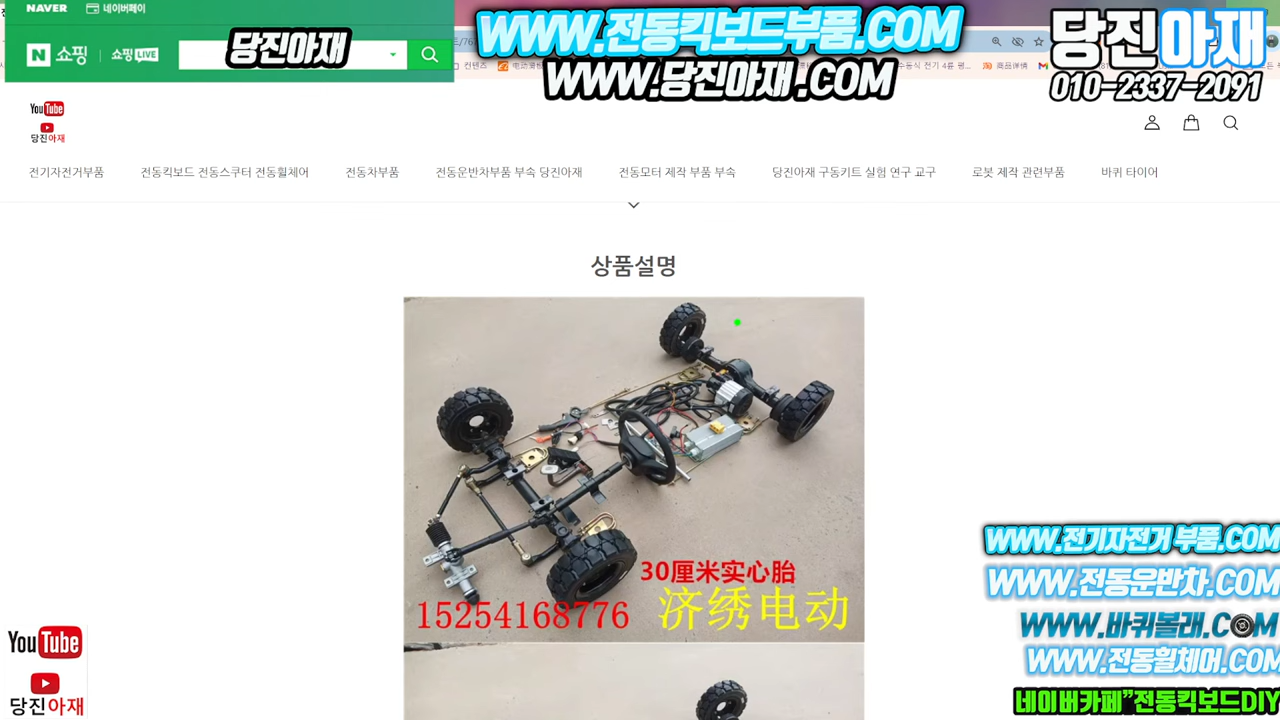 NAVER 네이버페이
N 쇼핑 쇼핑LIVE
당진아재
WWW.전동킥보드부품.COM
WWW.당진아재.COM
당진아재
010-2337-2091
컨텐츠
商品详情
YouTube
당진아재
전기자전거부품 전동킥보드 전동스쿠터 전동휠체어 전동차부품 전동운반차부품 부속 당진아재 전동모터 제작 부품 부속 당진아재 구동키트 실험 연구 교구 로봇 제작 관련부품 바퀴 타이어
상품설명
30厘米实心胎
15254168776
济绣电动
WWW.전기자전거 부품.COM
WWW.전동운반차.COM
WWW.바퀴볼래.COM
WWW.전동휠체어.COM
네이버카페"전동킥보드DIY
YouTube
당진아재